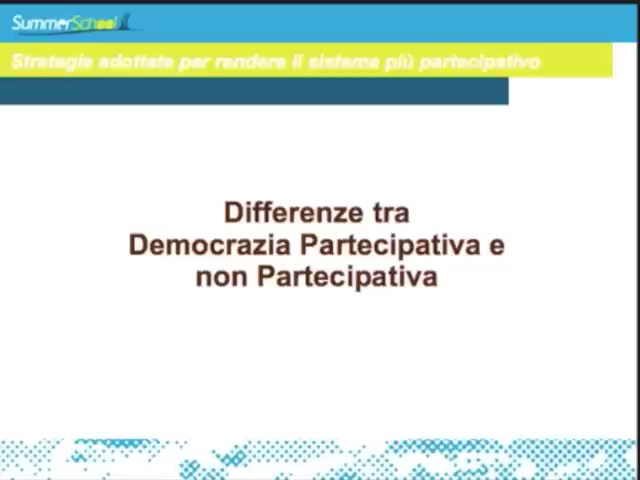 SummerSchool
Strategie adottate per rendere il sistema più partecipativo
Differenze tra
Democrazia Partecipativa e
non Partecipativa